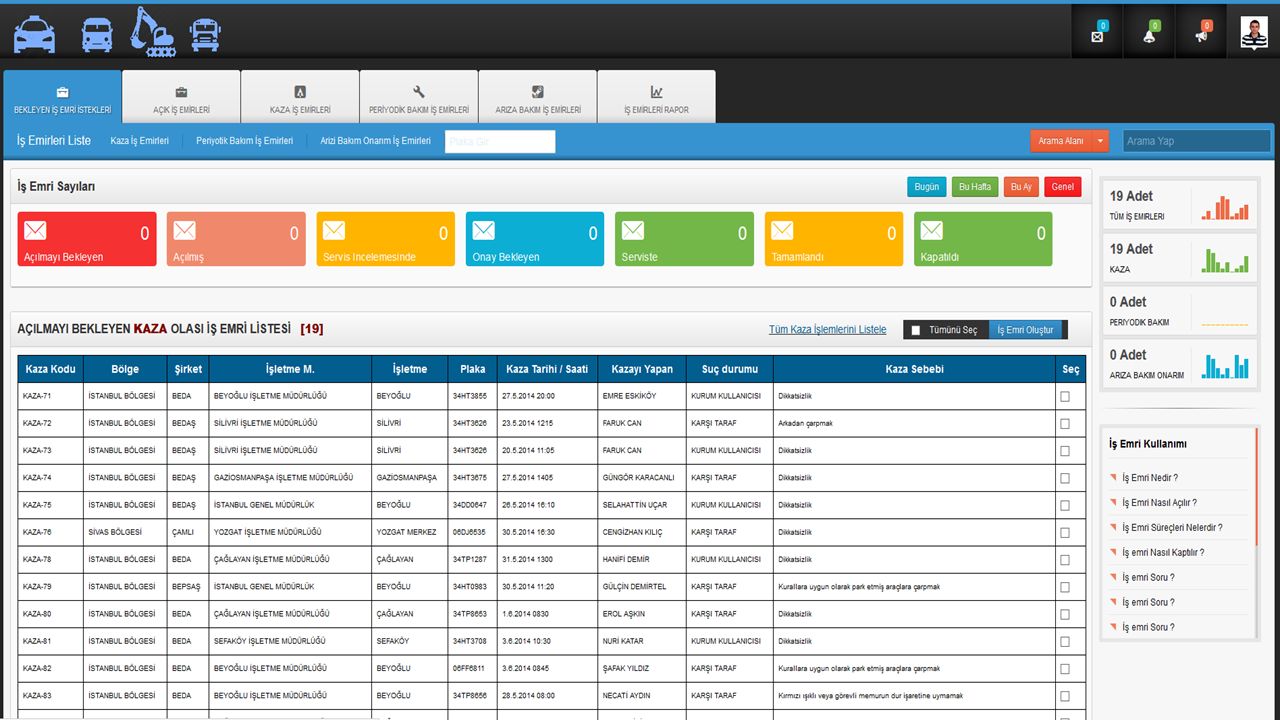 0 0 0
BEKLEYEN İŞ EMRİ İSTEKLERİ AÇIK İŞ EMİRLERİ KAZA İŞ EMİRLERİ PERİYODİK BAKIM İŞ EMİRLERİ ARIZA BAKIM İŞ EMİRLERİ İŞ EMİRLERİ RAPOR
İş Emirleri Liste Kaza İş Emirleri Periyotik Bakım İş Emirleri Arizi Bakım Onarım İş Emirleri Plaka Gir Arama Alanı Arama Yap
İş Emri Sayıları Bugün Bu Hafta Bu Ay Genel
0 0 0 0 0 0 0
Açılmayı Bekleyen Açılmış Servis İncelemesinde Onay Bekleyen Serviste Tamamlandı Kapatıldı
19 Adet
TÜM İŞ EMİRLERİ
19 Adet
KAZA
0 Adet
PERIYODIK BAKIM
0 Adet
ARIZA BAKIM ONARIM
AÇILMAYI BEKLEYEN KAZA OLASI İŞ EMRİ LİSTESİ [19] Tüm Kaza İşlemlerini Listele Tümünü Seç İş Emri Oluştur
Kaza Kodu Bölge Şirket İşletme M. İşletme Plaka Kaza Tarihi / Saati Kazayı Yapan Suç durumu Kaza Sebebi Seç
KAZA-71 İSTANBUL BÖLGESİ BEDA BEYOĞLU İŞLETME MÜDÜRLÜĞÜ BEYOĞLU 34HT3855 27.5.2014 20:00 EMRE ESKİKÖY KURUM KULLANICISI Dikkatsizlik
KAZA-72 İSTANBUL BÖLGESİ BEDAŞ SİLİVRİ İŞLETME MÜDÜRLÜĞÜ SİLİVRİ 34HT3626 23.5.2014 1215 FARUK CAN KARŞI TARAF Arkadan çarpmak
KAZA-73 İSTANBUL BÖLGESİ BEDAŞ SİLİVRİ İŞLETME MÜDÜRLÜĞÜ SİLİVRİ 34HT3626 20.5.2014 11:05 FARUK CAN KURUM KULLANICISI Dikkatsizlik
KAZA-74 İSTANBUL BÖLGESİ BEDAŞ GAZİOSMANPAŞA İŞLETME MÜDÜRLÜĞÜ GAZİOSMANPAŞA 34HT3675 27.5.2014 1405 GÜNGÖR KARACANLI KARŞI TARAF Dikkatsizlik
KAZA-75 İSTANBUL BÖLGESİ BEDAŞ İSTANBUL GENEL MÜDÜRLÜK BEYOĞLU 34DD0647 26.5.2014 16:10 SELAHATTİN UÇAR KURUM KULLANICISI Dikkatsizlik
KAZA-76 SİVAS BÖLGESİ ÇAMLI YOZGAT İŞLETME MÜDÜRLÜĞÜ YOZGAT MERKEZ 06DJ6535 30.5.2014 16:30 CENGİZHAN KILIÇ KARŞI TARAF Dikkatsizlik
KAZA-78 İSTANBUL BÖLGESİ BEDA ÇAĞLAYAN İŞLETME MÜDÜRLÜĞÜ ÇAĞLAYAN 34TP1287 31.5.2014 1300 HANİFİ DEMİR KURUM KULLANICISI Dikkatsizlik
KAZA-79 İSTANBUL BÖLGESİ BEPSAŞ İSTANBUL GENEL MÜDÜRLÜK BEYOĞLU 34HT0983 30.5.2014 11:20 GÜLÇİN DEMİRTEL KARŞI TARAF Kurallara uygun olarak park etmiş araçlara çarpmak
KAZA-80 İSTANBUL BÖLGESİ BEDA ÇAĞLAYAN İŞLETME MÜDÜRLÜĞÜ ÇAĞLAYAN 34TP8653 1.6.2014 0830 EROL AŞKIN KARŞI TARAF Dikkatsizlik
KAZA-81 İSTANBUL BÖLGESİ BEDA SEFAKÖY İŞLETME MÜDÜRLÜĞÜ SEFAKÖY 34HT3708 3.6.2014 10:30 NURİ KATAR KURUM KULLANICISI Dikkatsizlik
KAZA-82 İSTANBUL BÖLGESİ BEDA BEYOĞLU İŞLETME MÜDÜRLÜĞÜ BEYOĞLU 06FF6811 3.6.2014 0845 ŞAFAK YILDIZ KARŞI TARAF Kurallara uygun olarak park etmiş araçlara çarpmak
KAZA-83 İSTANBUL BÖLGESİ BEDA BEYOĞLU İŞLETME MÜDÜRLÜĞÜ BEYOĞLU 34TP8656 28.5.2014 08:00 NECATİ AYDIN KARŞI TARAF Kırmızı ışıklı veya görevli memurun dur işaretine uymamak
İş Emri Kullanımı
İş Emri Nedir ?
İş Emri Nasıl Açılır ?
İş Emri Süreçleri Nelerdir ?
İş emri Nasıl Kaptılır ?
İş emri Soru ?
İş emri Soru ?
İş emri Soru ?